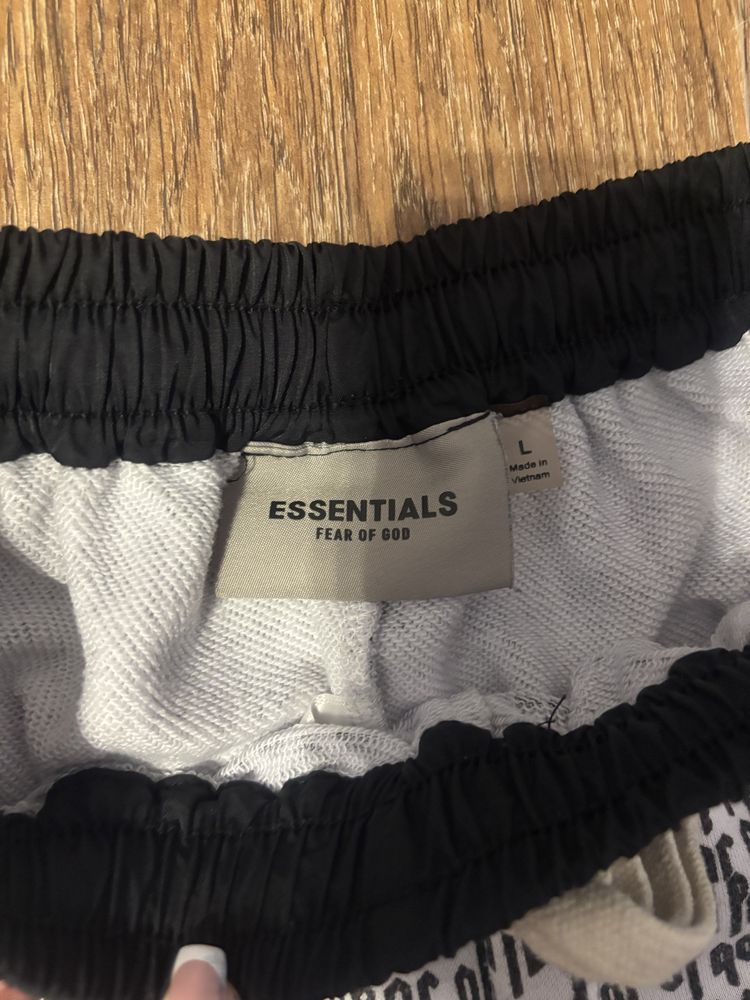 ESSENTIALS
FEAR OF GOD
L
Made in
Vietnam